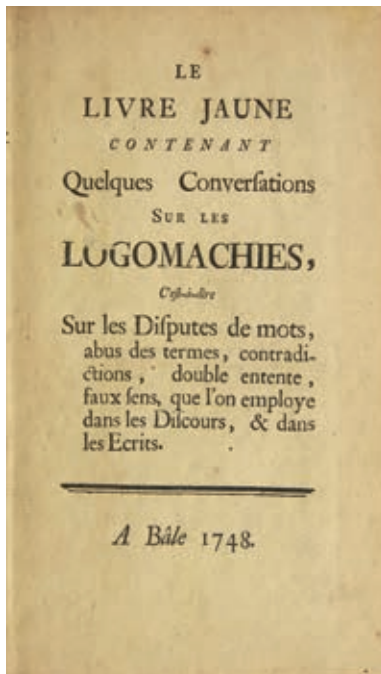 LE
LIVRE JAUNE
CONTENANT
Quelques Converſations
SUR LES
LOGOMACHIES,
C'eſt-à-dire
Sur les Diſputes de mots,
abus des termes, contradi-
ctions, double entente,
faux ſens, que l'on employe
dans les Diſcours, & dans
les Ecrits.
A Bâle 1748.